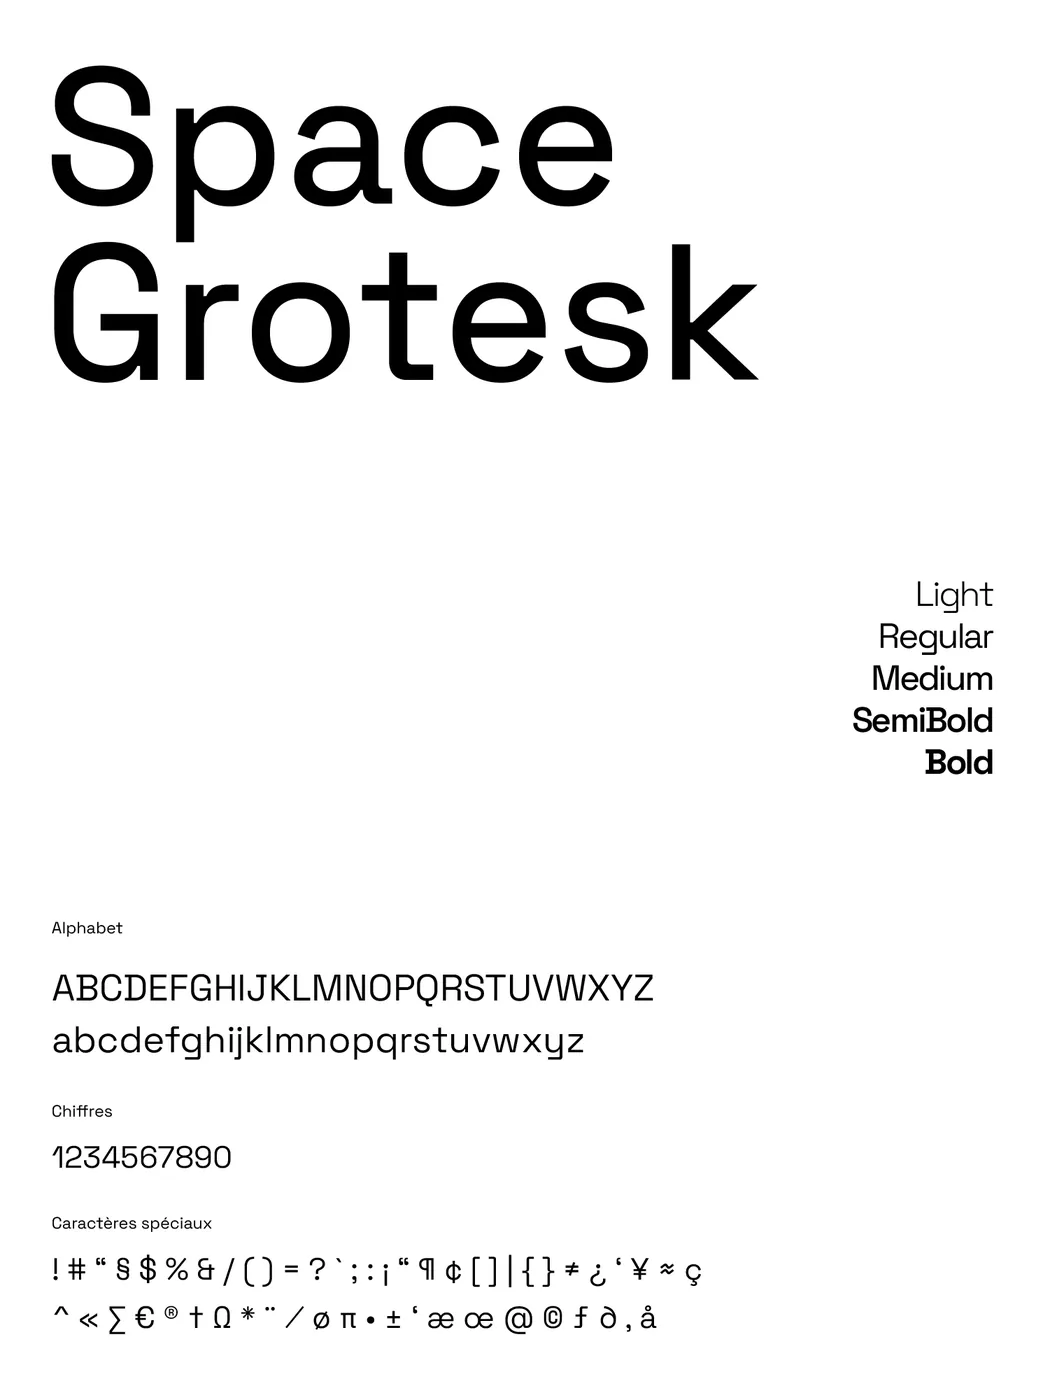 Space
Grotesk
Light
Regular
Medium
SemiBold
Bold
Alphabet
ABCDEFGHIJKLMNOPQRSTUVWXYZ
abcdefghijklmnopqrstuvwxyz
Chiffres
1234567890
Caractères spéciaux
! # “ § $ % & / ( ) = ? ` ; : ¡ “ ¶ ¢ [ ] | { } ≠ ¿ ‘ ¥ ≈ ç
^ « ∑ € ® † Ω * ¨ ⁄ ø π • ± ‘ æ œ @ © ƒ ∂ , å